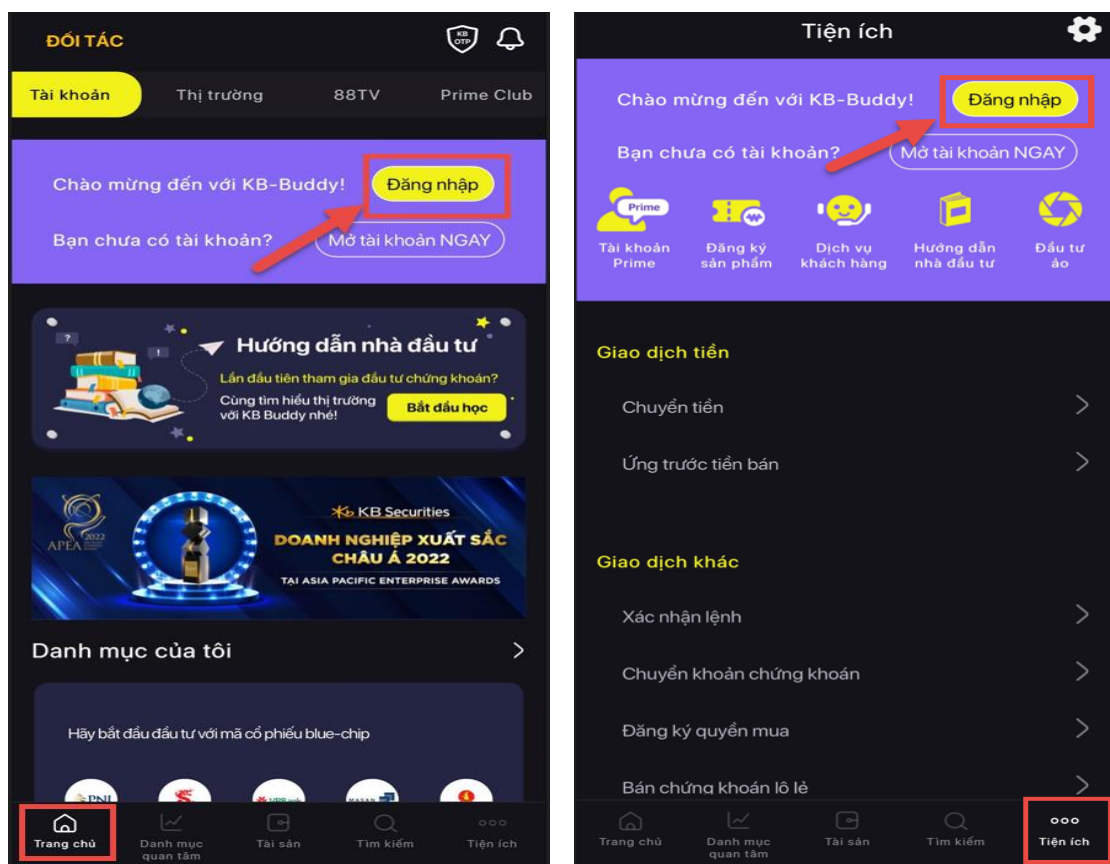 ĐỐI TÁC
KB
OTP
Tài khoản
Thị trường
88TV
Prime Club
Chào mừng đến với KB-Buddy!
Đăng nhập
Bạn chưa có tài khoản?
Mở tài khoản NGAY
?
!
Hướng dẫn nhà đầu tư
Lần đầu tiên tham gia đầu tư chứng khoán?
Cùng tìm hiểu thị trường
với KB Buddy nhé!
Bắt đầu học
APEA 2022
KB Securities
DOANH NGHIỆP XUẤT SẮC
CHÂU Á 2022
TẠI ASIA PACIFIC ENTERPRISE AWARDS
Danh mục của tôi
Hãy bắt đầu đầu tư với mã cổ phiếu blue-chip
Trang chủ
Danh mục
quan tâm
Tài sản
Tìm kiếm
Tiện ích
Tiện ích
Chào mừng đến với KB-Buddy!
Đăng nhập
Bạn chưa có tài khoản?
Mở tài khoản NGAY
Prime
Tài khoản
Prime
Đăng ký
sản phẩm
Dịch vụ
khách hàng
Hướng dẫn
nhà đầu tư
Đầu tư
ảo
Giao dịch tiền
Chuyển tiền
Ứng trước tiền bán
Giao dịch khác
Xác nhận lệnh
Chuyển khoản chứng khoán
Đăng ký quyền mua
Bán chứng khoán lô lẻ
Trang chủ
Danh mục
quan tâm
Tài sản
Tìm kiếm
Tiện ích